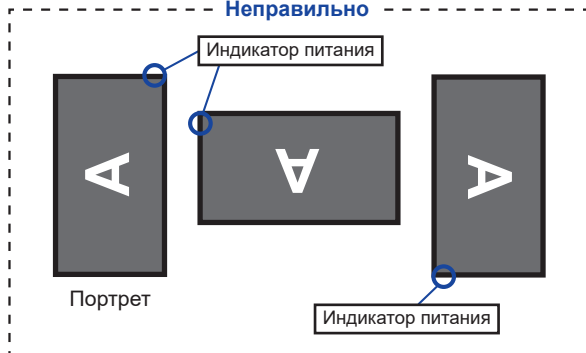 Неправильно
Индикатор питания
A
A
A
Портрет
Индикатор питания